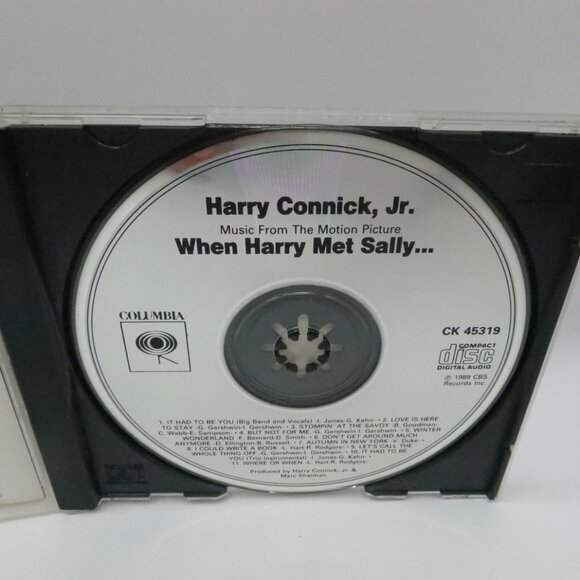 Harry Connick, Jr.
Music From The Motion Picture
When Harry Met Sally...
COLUMBIA
CK 45319
COMPACT
disc
DIGITAL AUDIO
℗ 1989 CBS
Records Inc.
1. IT HAD TO BE YOU (Big Band and Vocals) -I. Jones-G. Kahn- • 2. LOVE IS HERE
TO STAY -G. Gershwin-I. Gershwin- • 3. STOMPIN' AT THE SAVOY -B. Goodman-
C. Webb-E. Sampson- • 4. BUT NOT FOR ME -G. Gershwin-I. Gershwin- • 5. WINTER
WONDERLAND -F. Bernard-D. Smith- • 6. DON'T GET AROUND MUCH
ANYMORE -D. Ellington-B. Russell- • 7. AUTUMN IN NEW YORK -V. Duke- •
8. I COULD WRITE A BOOK -L. Hart-R. Rodgers- • 9. LET'S CALL THE
WHOLE THING OFF -G. Gershwin-I. Gershwin- • 10. IT HAD TO BE
YOU (Trio Instrumental) -I. Jones-G. Kahn- •
11. WHERE OR WHEN -L. Hart-R. Rodgers-
Produced by Harry Connick, Jr. &
Marc Shaiman